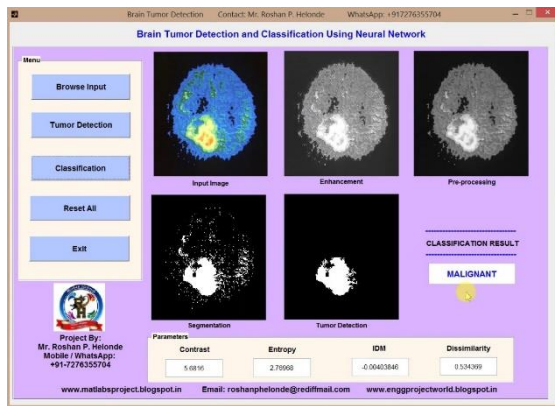 Brain Tumor Detection Contact: Mr. Roshan P. Helonde WhatsApp: +917276355704
Brain Tumor Detection and Classification Using Neural Network
Menu
Browse Input
Tumor Detection
Classification
Reset All
Exit
Input Image
Enhancement
Pre-processing
Segmentation
Tumor Detection
CLASSIFICATION RESULT
MALIGNANT
Project By:
Mr. Roshan P. Helonde
Mobile / WhatsApp:
+91-7276355704
Parameters
Contrast Entropy IDM Dissimilarity
5.6816 2.76968 -0.00403846 0.534369
www.matlabsproject.blogspot.in Email: roshanphelonde@rediffmail.com www.enggprojectworld.blogspot.in